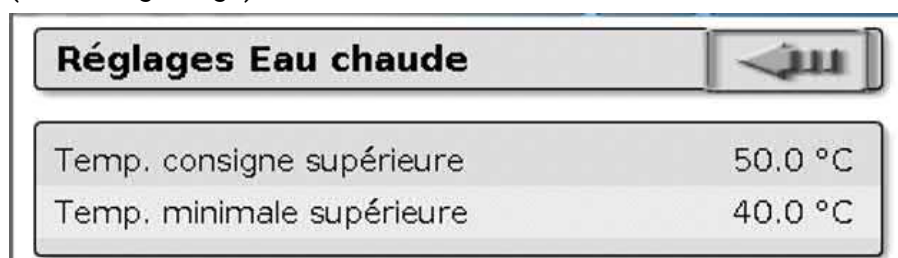 Réglages Eau chaude
Temp. consigne supérieure 50.0 °C
Temp. minimale supérieure 40.0 °C